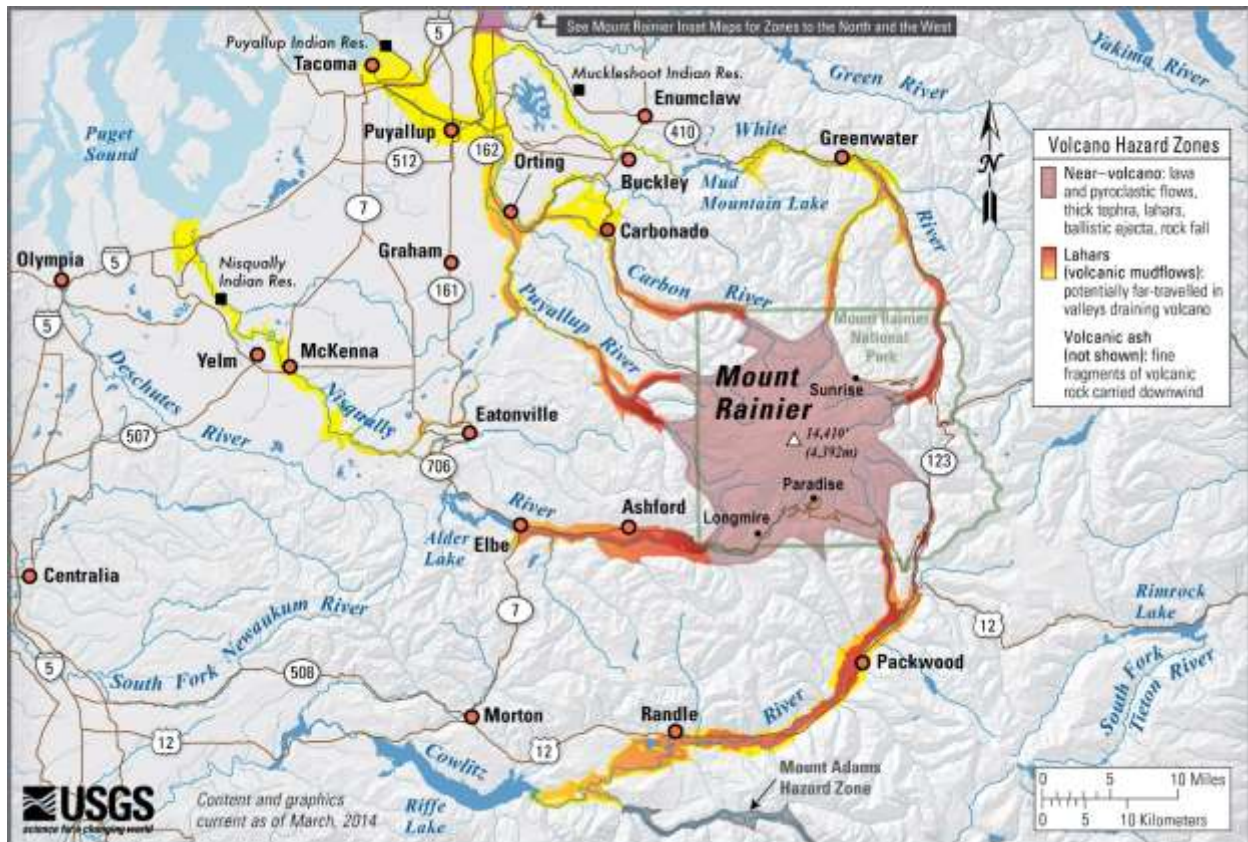 See Mount Rainier Inset Maps for Zones to the North and the West
5
Puyallup Indian Res.
Tacoma
Muckleshoot Indian Res.
Green River
Yakima River
Enumclaw
410
White
Greenwater
Puget
Sound
Puyallup
512
162
Orting
Buckley
Mud
Mountain Lake
River
7
Carbonado
Graham
161
Olympia
5
Nisqually
Indian Res.
Carbon River
Puyallup
River
Mount Rainier
National
Park
5
Yelm
McKenna
Deschutes
River
Nisqually
Mount
Rainier
Sunrise
14,410'
(4,392m)
Eatonville
507
706
123
Paradise
River
Ashford
Longmire
Alder
Lake
Elbe
Centralia
7
Rimrock
Lake
12
South Fork Newaukum River
5
508
Packwood
South Fork
Tieton River
Morton
Randle
River
12
12
Cowlitz
Riffe
Lake
Mount Adams
Hazard Zone
N
Volcano Hazard Zones
Near–volcano: lava
and pyroclastic flows,
thick tephra, lahars,
ballistic ejecta, rock fall
Lahars
(volcanic mudflows):
potentially far-travelled in
valleys draining volcano
Volcanic ash
(not shown): fine
fragments of volcanic
rock carried downwind
0 5 10 Miles
0 5 10 Kilometers
USGS
science for a changing world
Content and graphics
current as of March, 2014